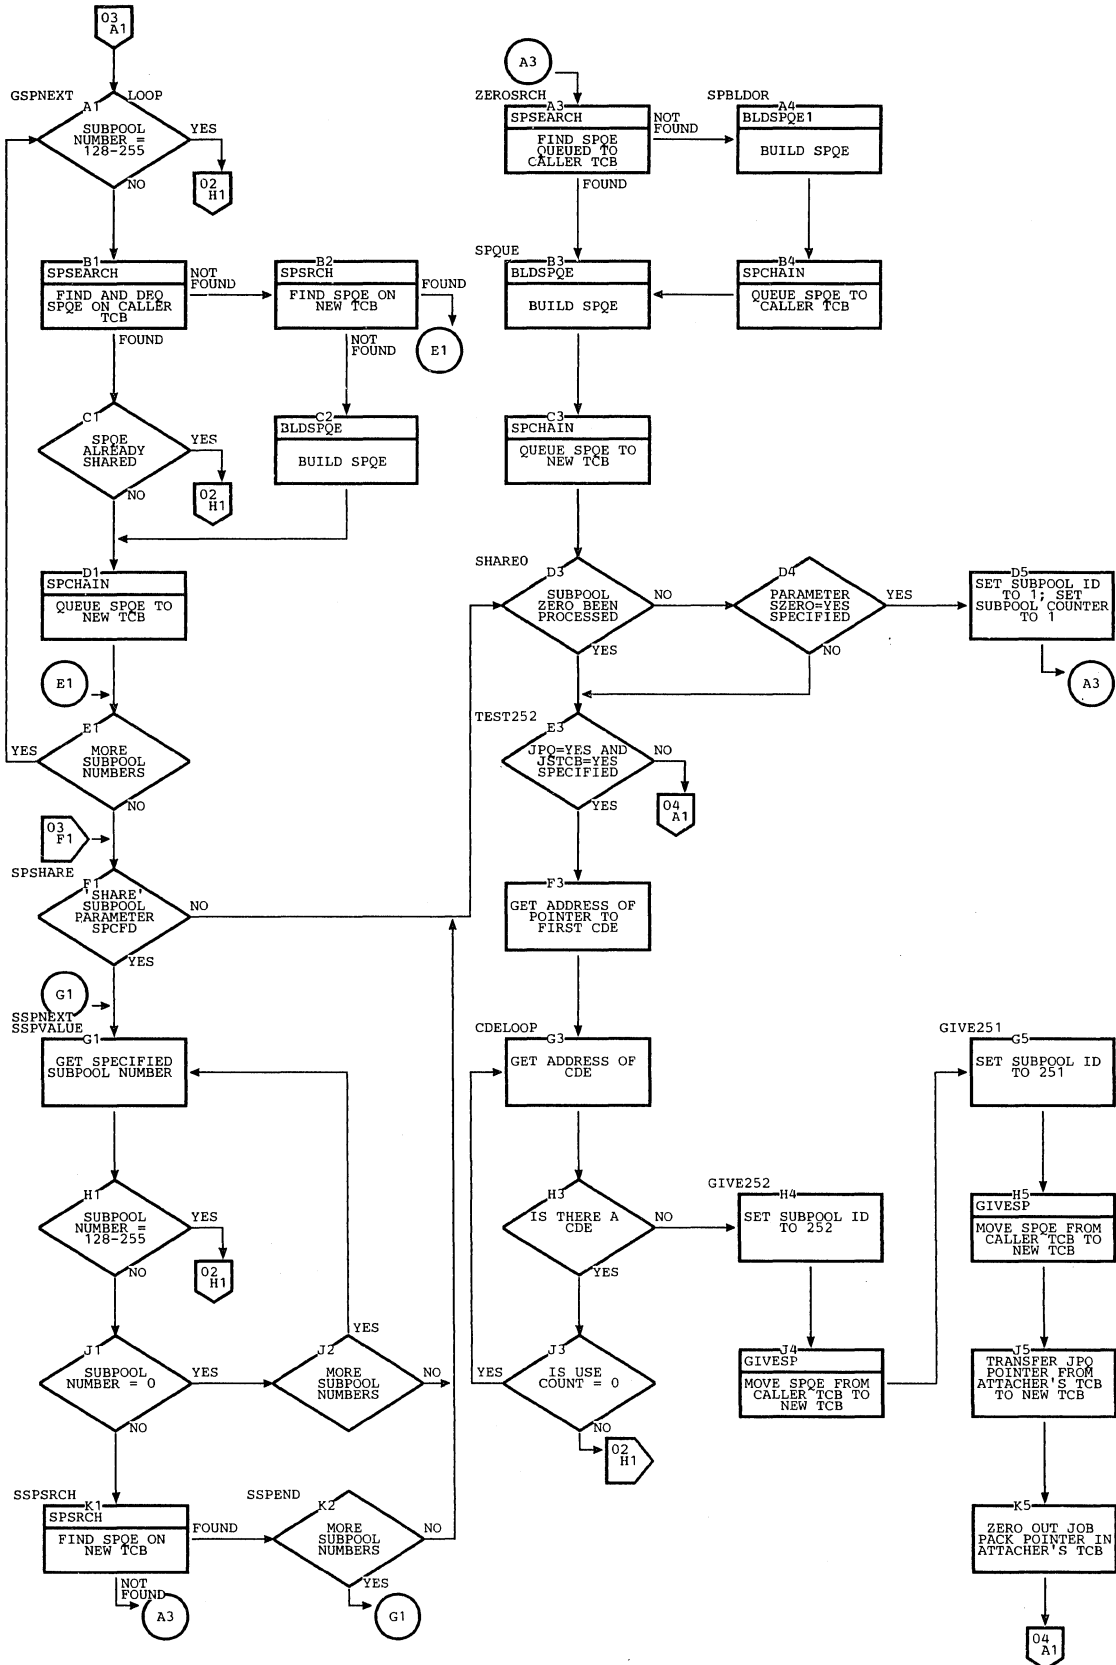 03
A1
GSPNEXT
LOOP
A1
SUBPOOL
NUMBER =
128-255
YES
02
H1
NO
B1
SPSEARCH
FIND AND DEQ
SPQE ON CALLER
TCB
NOT
FOUND
B2
SPSRCH
FIND SPQE ON
NEW TCB
FOUND
E1
FOUND
NOT
FOUND
C1
SPQE
ALREADY
SHARED
YES
02
H1
NO
C2
BLDSPQE
BUILD SPQE
D1
SPCHAIN
QUEUE SPQE TO
NEW TCB
E1
E1
MORE
SUBPOOL
NUMBERS
YES
NO
03
F1
SPSHARE
F1
'SHARE'
SUBPOOL
PARAMETER
SPCFD
NO
YES
G1
SSPNEXT
SSPVALUE
G1
GET SPECIFIED
SUBPOOL NUMBER
H1
SUBPOOL
NUMBER =
128-255
YES
02
H1
NO
J1
SUBPOOL
NUMBER = 0
YES
NO
J2
MORE
SUBPOOL
NUMBERS
YES
NO
SSPSRCH
K1
SPSRCH
FIND SPQE ON
NEW TCB
FOUND
NOT
FOUND
A3
SSPEND
K2
MORE
SUBPOOL
NUMBERS
NO
YES
G1
A3
ZEROSRCH
A3
SPSEARCH
FIND SPQE
QUEUED TO
CALLER TCB
NOT
FOUND
FOUND
SPBLDOR
A4
BLDSPQE1
BUILD SPQE
SPQUE
B3
BLDSPQE
BUILD SPQE
B4
SPCHAIN
QUEUE SPQE TO
CALLER TCB
C3
SPCHAIN
QUEUE SPQE TO
NEW TCB
SHARE0
D3
SUBPOOL
ZERO BEEN
PROCESSED
NO
YES
D4
PARAMETER
SZERO=YES
SPECIFIED
YES
NO
D5
SET SUBPOOL ID
TO 1; SET
SUBPOOL COUNTER
TO 1
A3
TEST252
E3
JPQ=YES AND
JSTCB=YES
SPECIFIED
NO
04
A1
YES
F3
GET ADDRESS OF
POINTER TO
FIRST CDE
CDELOOP
G3
GET ADDRESS OF
CDE
H3
IS THERE A
CDE
NO
YES
GIVE252
H4
SET SUBPOOL ID
TO 252
J3
IS USE
COUNT = 0
YES
NO
02
H1
J4
GIVESP
MOVE SPQE FROM
CALLER TCB TO
NEW TCB
GIVE251
G5
SET SUBPOOL ID
TO 251
H5
GIVESP
MOVE SPQE FROM
CALLER TCB TO
NEW TCB
J5
TRANSFER JPQ
POINTER FROM
ATTACHER'S TCB
TO NEW TCB
K5
ZERO OUT JOB
PACK POINTER IN
ATTACHER'S TCB
04
A1